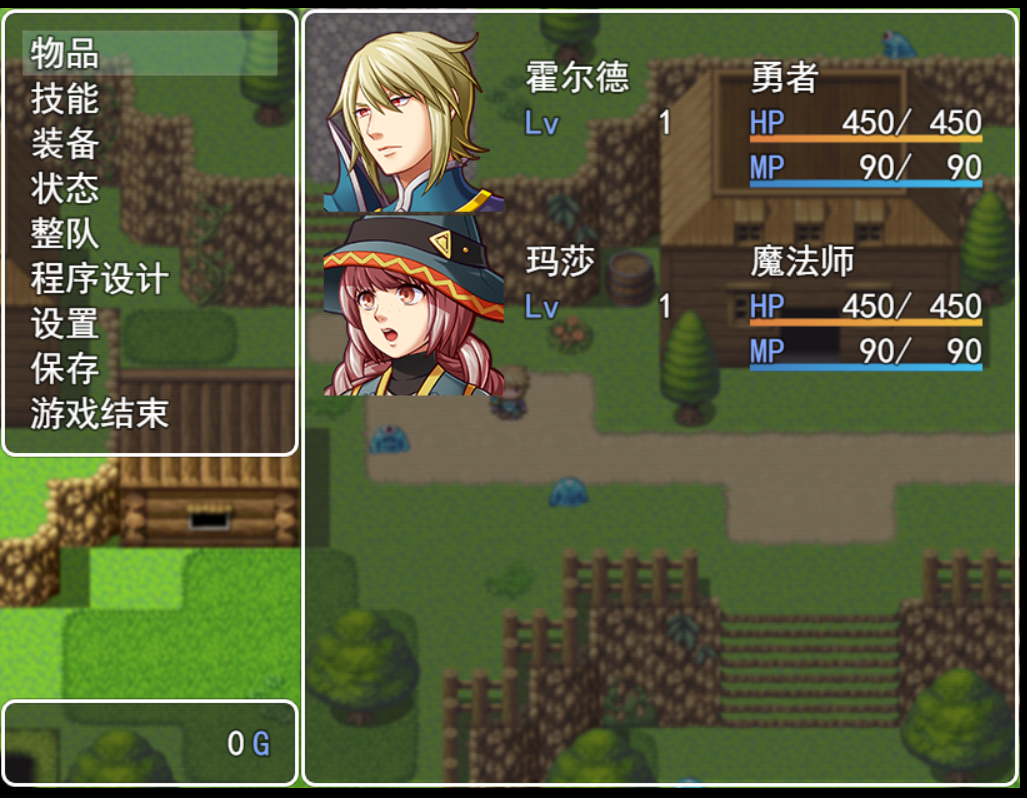 物品
技能
装备
状态
整队
程序设计
设置
保存
游戏结束
霍尔德 勇者
Lv 1 HP 450/ 450
MP 90/ 90
玛莎 魔法师
Lv 1 HP 450/ 450
MP 90/ 90
0 G